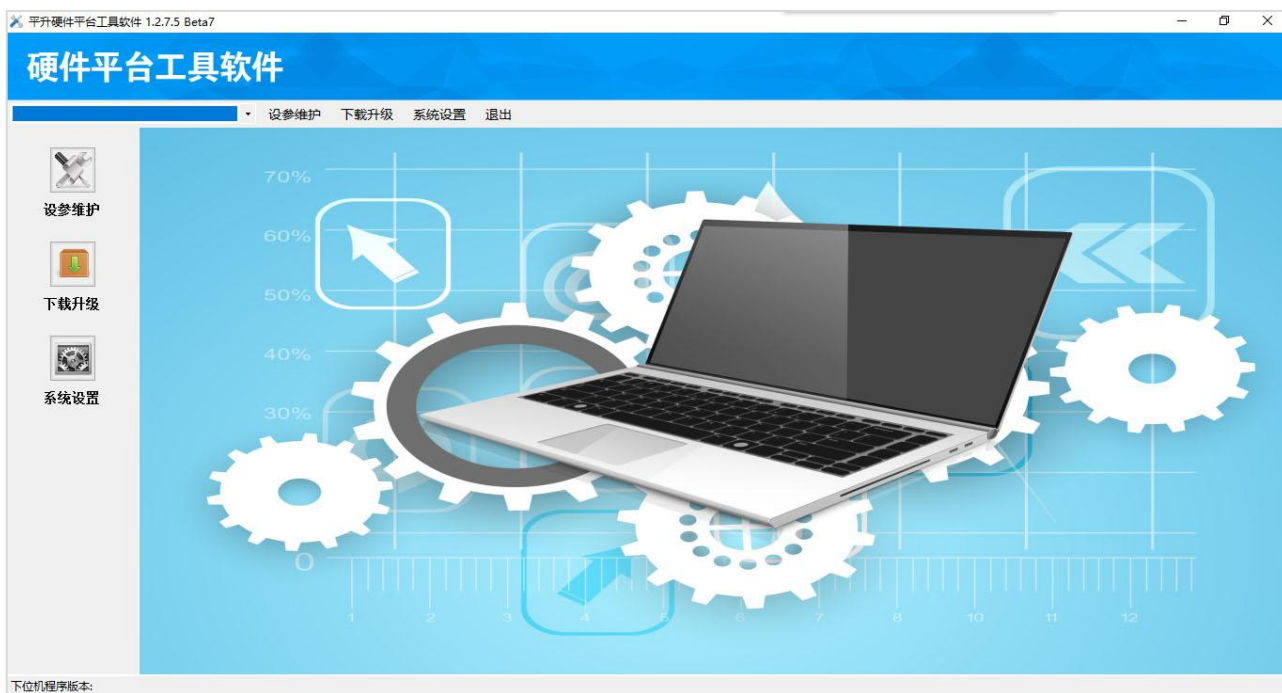 平升硬件平台工具软件 1.2.7.5 Beta7
硬件平台工具软件
设参维护 下载升级 系统设置 退出
设参维护
下载升级
系统设置
70%
60%
50%
40%
30%
0
1 2 3 4 5 6 7 8 10 11 12
下位机程序版本: